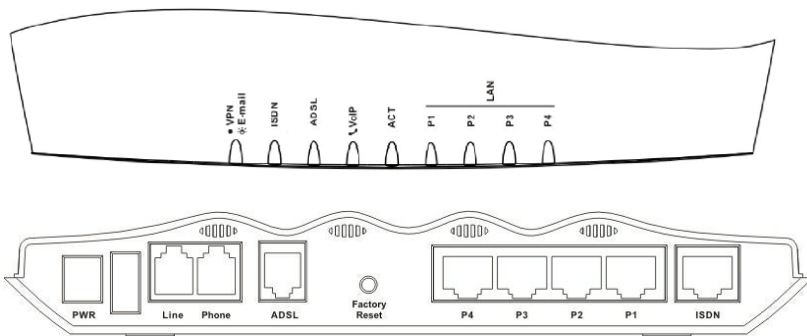 VPN
E-mail
ISDN
ADSL
VoIP
ACT
LAN
P1
P2
P3
P4
PWR
Line
Phone
ADSL
Factory
Reset
P4
P3
P2
P1
ISDN